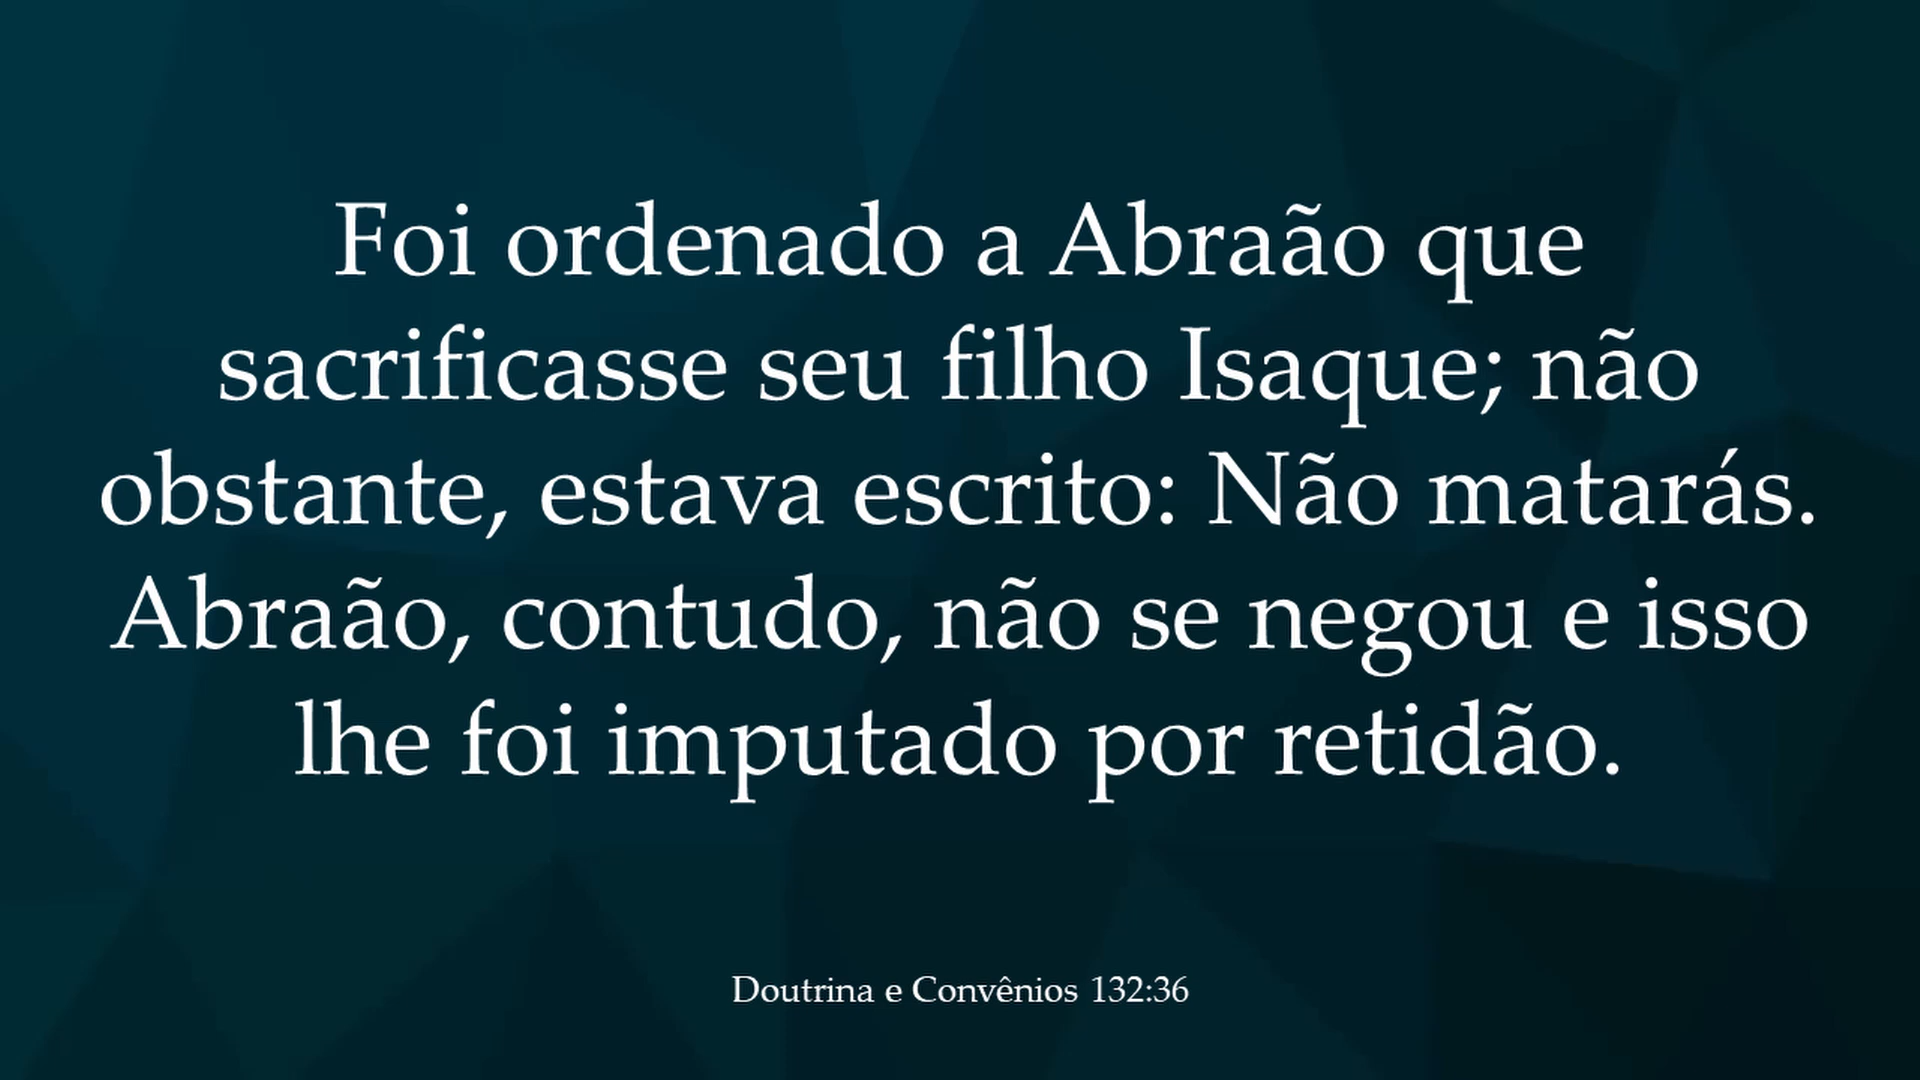 Foi ordenado a Abraão que
sacrificasse seu filho Isaque; não
obstante, estava escrito: Não matarás.
Abraão, contudo, não se negou e isso
lhe foi imputado por retidão.
Doutrina e Convênios 132:36